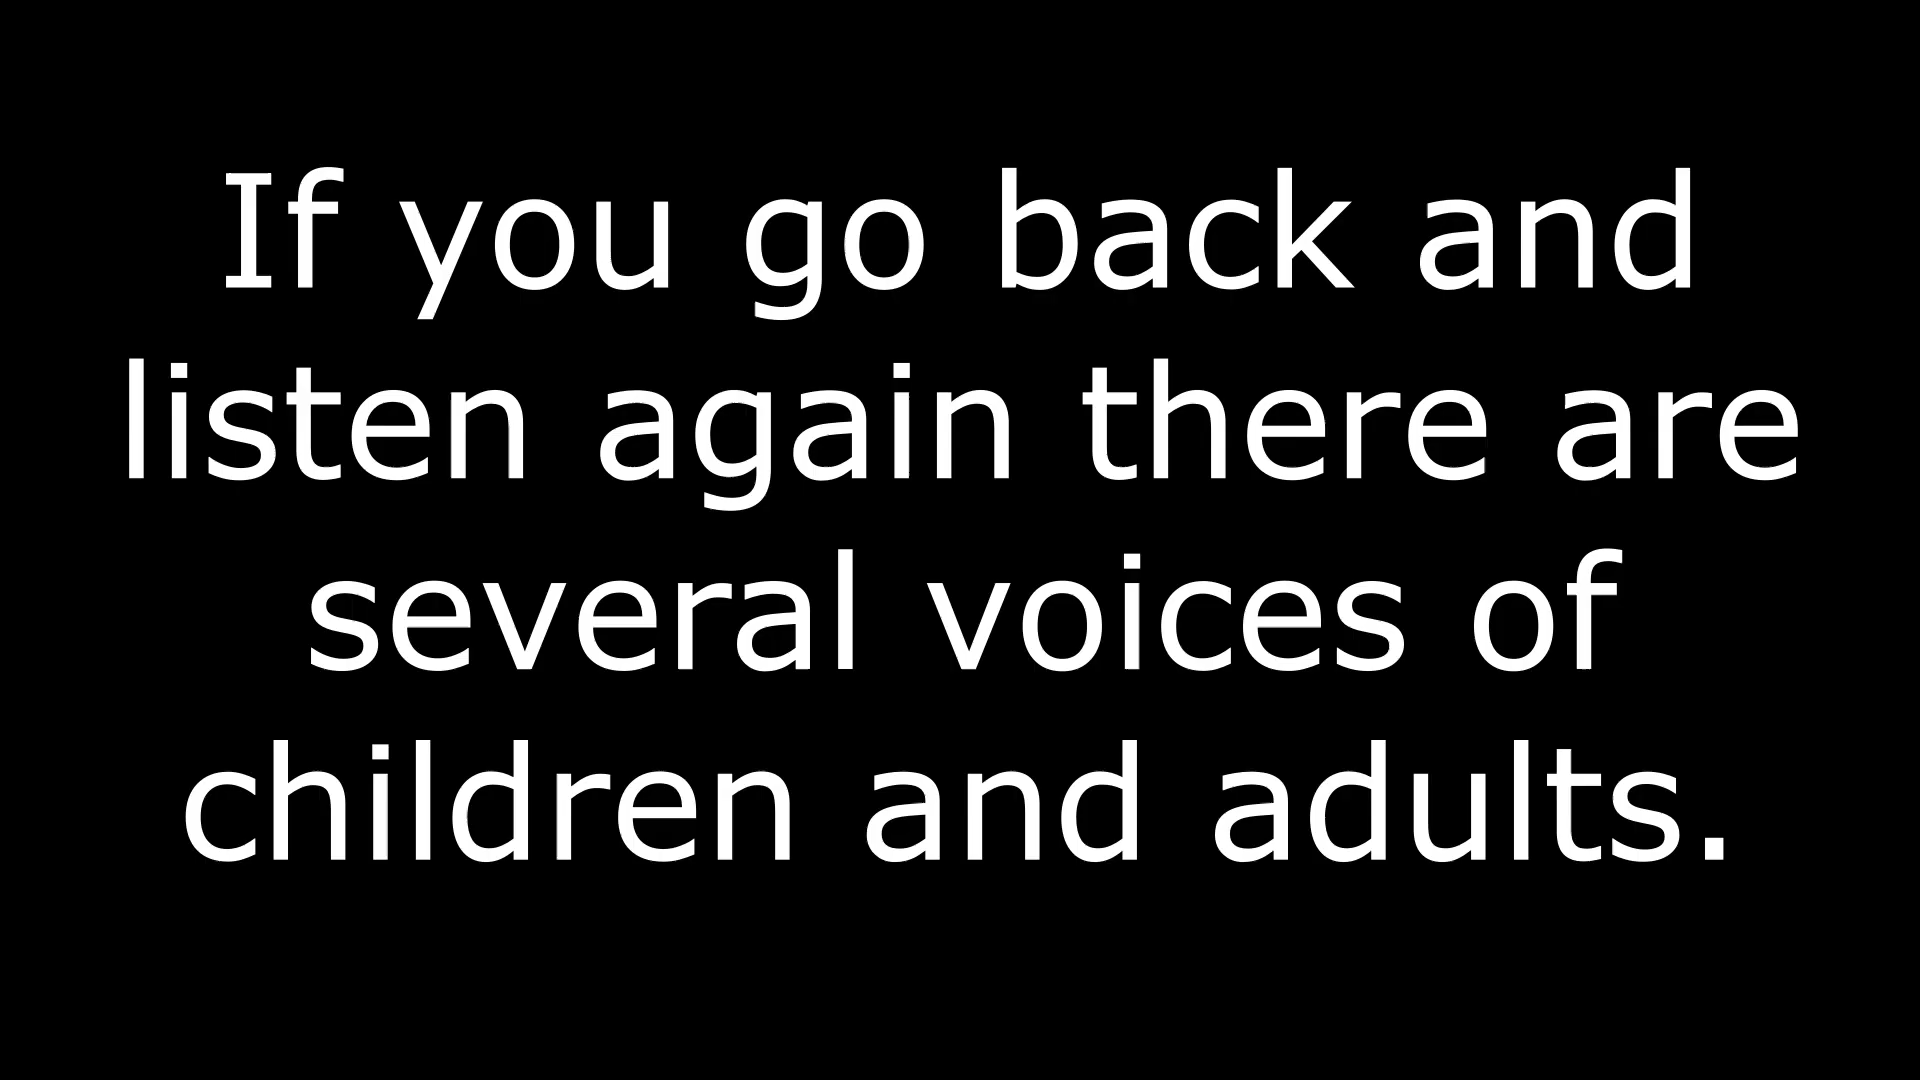 If you go back and
listen again there are
several voices of
children and adults.